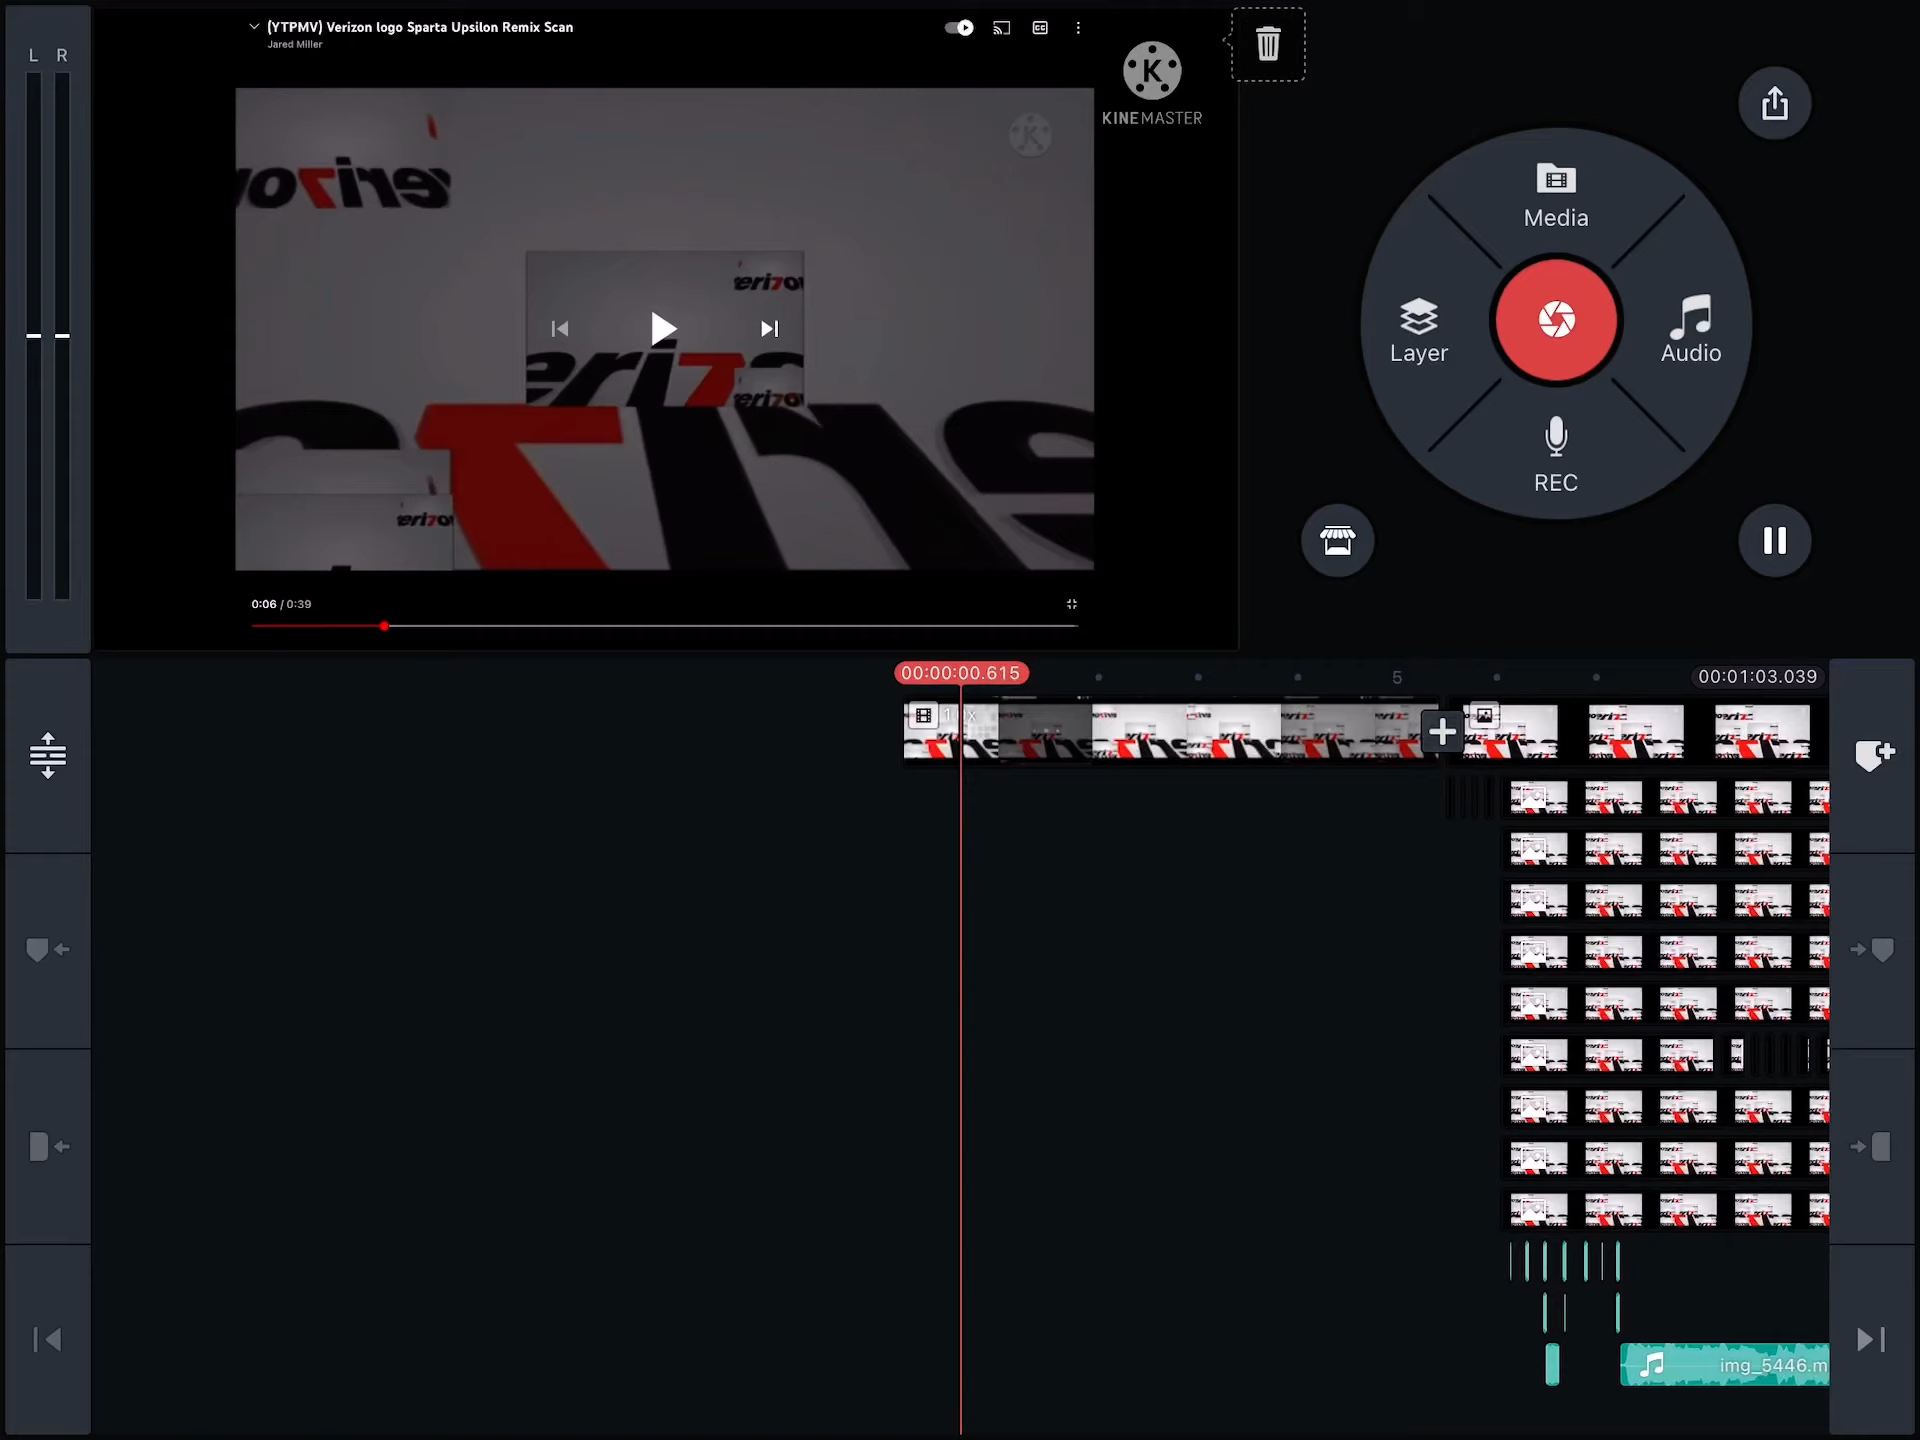 L R
(YTPMV) Verizon logo Sparta Upsilon Remix Scan
Jared Miller
CC
K
KINEMASTER
Media
Layer
Audio
REC
0:06 / 0:39
00:00:00.615
5
00:01:03.039
img_5446.m